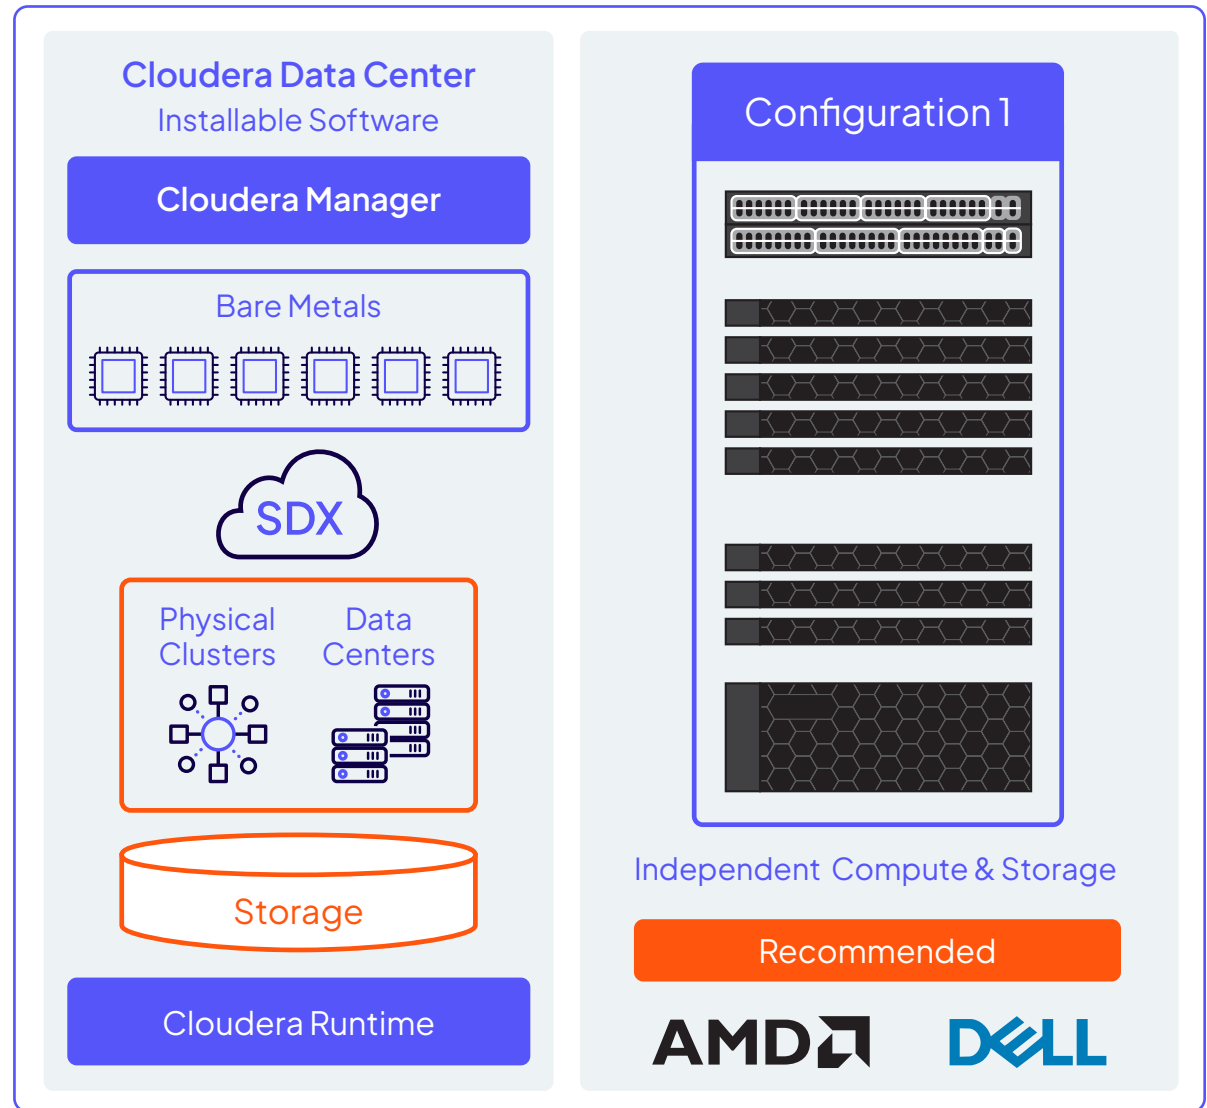 Cloudera Data Center
Installable Software
Cloudera Manager
Bare Metals
SDX
Physical
Clusters
Data
Centers
Storage
Cloudera Runtime
Configuration 1
Independent Compute & Storage
Recommended
AMD
DELL